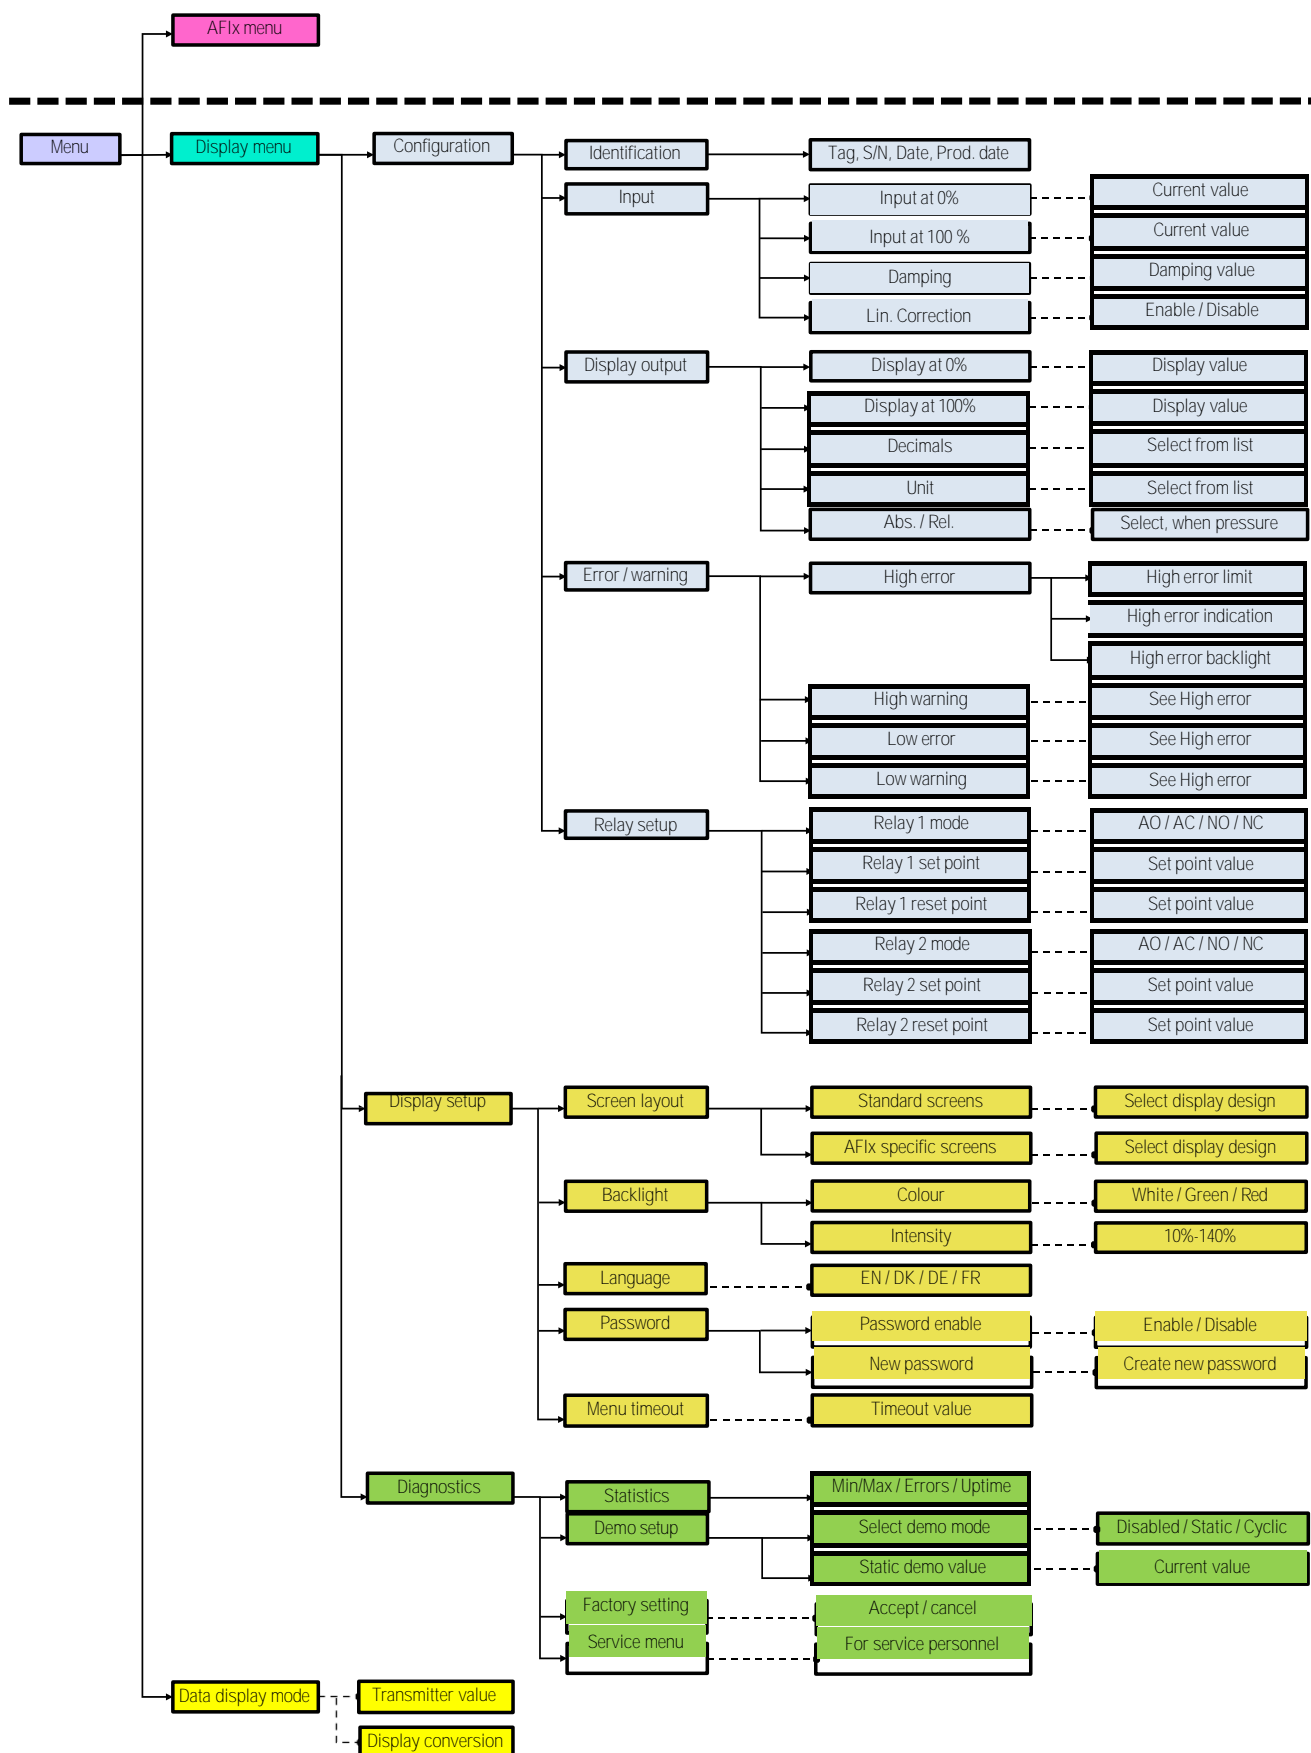 AFIx menu
Menu
Display menu
Configuration
Identification
Tag, S/N, Date, Prod. date
Input
Input at 0%
Current value
Input at 100 %
Current value
Damping
Damping value
Lin. Correction
Enable / Disable
Display output
Display at 0%
Display value
Display at 100%
Display value
Decimals
Select from list
Unit
Select from list
Abs. / Rel.
Select, when pressure
Error / warning
High error
High error limit
High error indication
High error backlight
High warning
See High error
Low error
See High error
Low warning
See High error
Relay setup
Relay 1 mode
AO / AC / NO / NC
Relay 1 set point
Set point value
Relay 1 reset point
Set point value
Relay 2 mode
AO / AC / NO / NC
Relay 2 set point
Set point value
Relay 2 reset point
Set point value
Display setup
Screen layout
Standard screens
Select display design
AFIx specific screens
Select display design
Backlight
Colour
White / Green / Red
Intensity
10%-140%
Language
EN / DK / DE / FR
Password
Password enable
Enable / Disable
New password
Create new password
Menu timeout
Timeout value
Diagnostics
Statistics
Min/Max / Errors / Uptime
Demo setup
Select demo mode
Disabled / Static / Cyclic
Static demo value
Current value
Factory setting
Accept / cancel
Service menu
For service personnel
Data display mode
Transmitter value
Display conversion